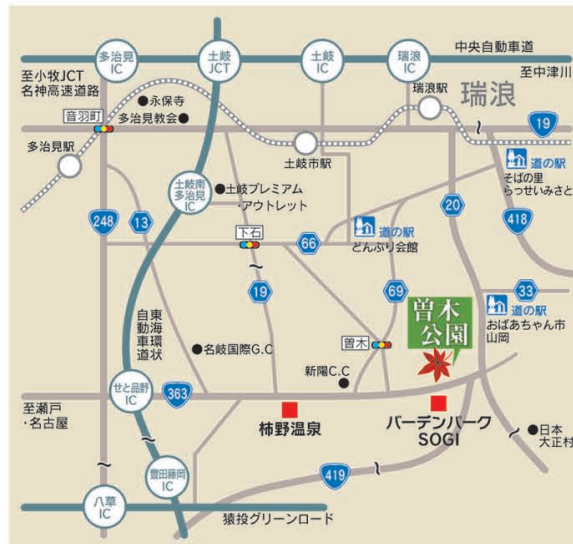 多治見
IC
土岐
JCT
土岐
IC
瑞浪
IC
中央自動車道
至小牧JCT
名神高速道路
至中津川
瑞浪駅
瑞浪
永保寺
音羽町
多治見教会
19
多治見駅
土岐市駅
道の駅
そばの里
らっせいみさと
土岐南
多治見
IC
土岐プレミアム
・アウトレット
248
13
下石
66
道の駅
どんぶり会館
20
418
19
69
33
曽木
公園
道の駅
おばあちゃん市
山岡
東海環状
自動車道
名岐国際G.C
曽木
新陽C.C
せと品野
IC
363
至瀬戸
・名古屋
柿野温泉
バーデンパーク
SOGI
日本
大正村
豊田藤岡
IC
419
八草
IC
猿投グリーンロード